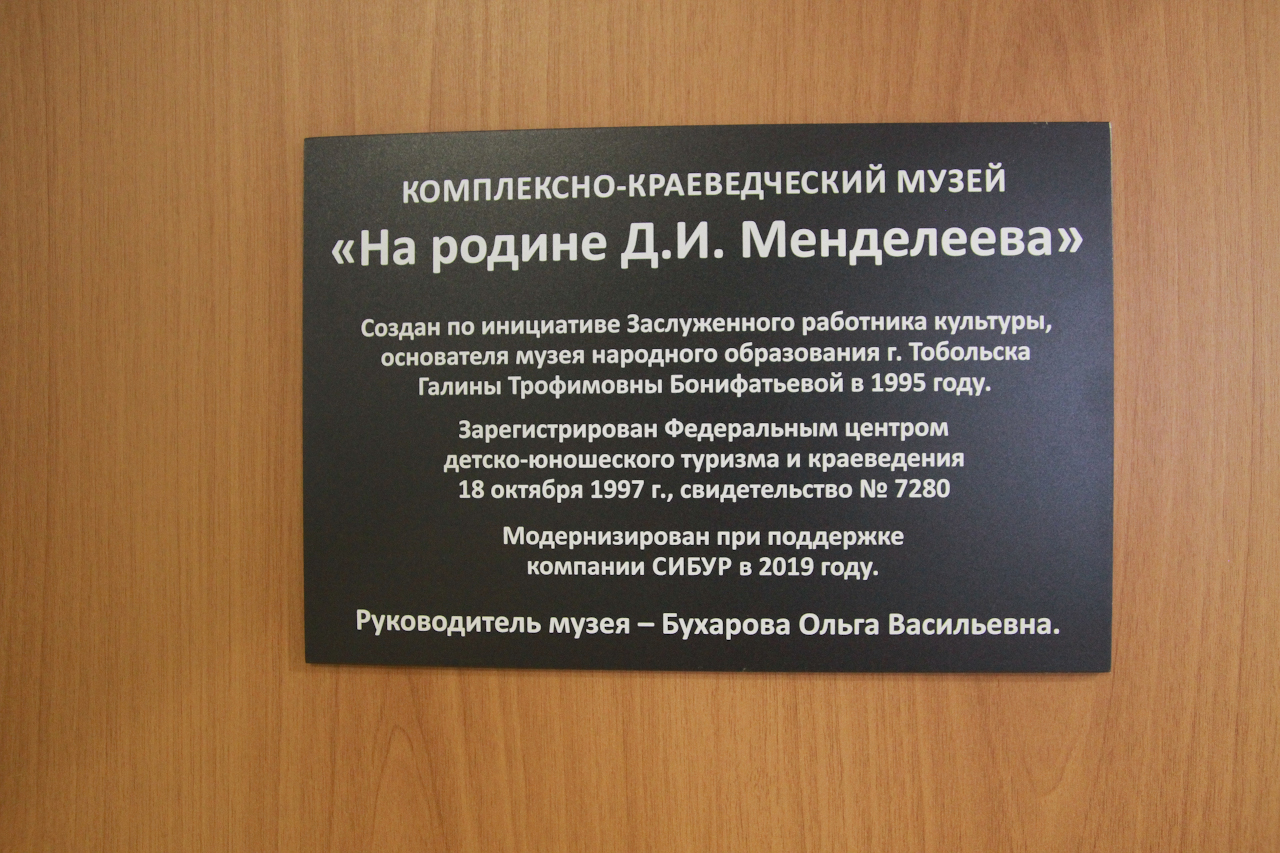 КОМПЛЕКСНО-КРАЕВЕДЧЕСКИЙ МУЗЕЙ
«На родине Д.И. Менделеева»
Создан по инициативе Заслуженного работника культуры,
основателя музея народного образования г. Тобольска
Галины Трофимовны Бонифатьевой в 1995 году.
Зарегистрирован Федеральным центром
детско-юношеского туризма и краеведения
18 октября 1997 г., свидетельство № 7280
Модернизирован при поддержке
компании СИБУР в 2019 году.
Руководитель музея – Бухарова Ольга Васильевна.